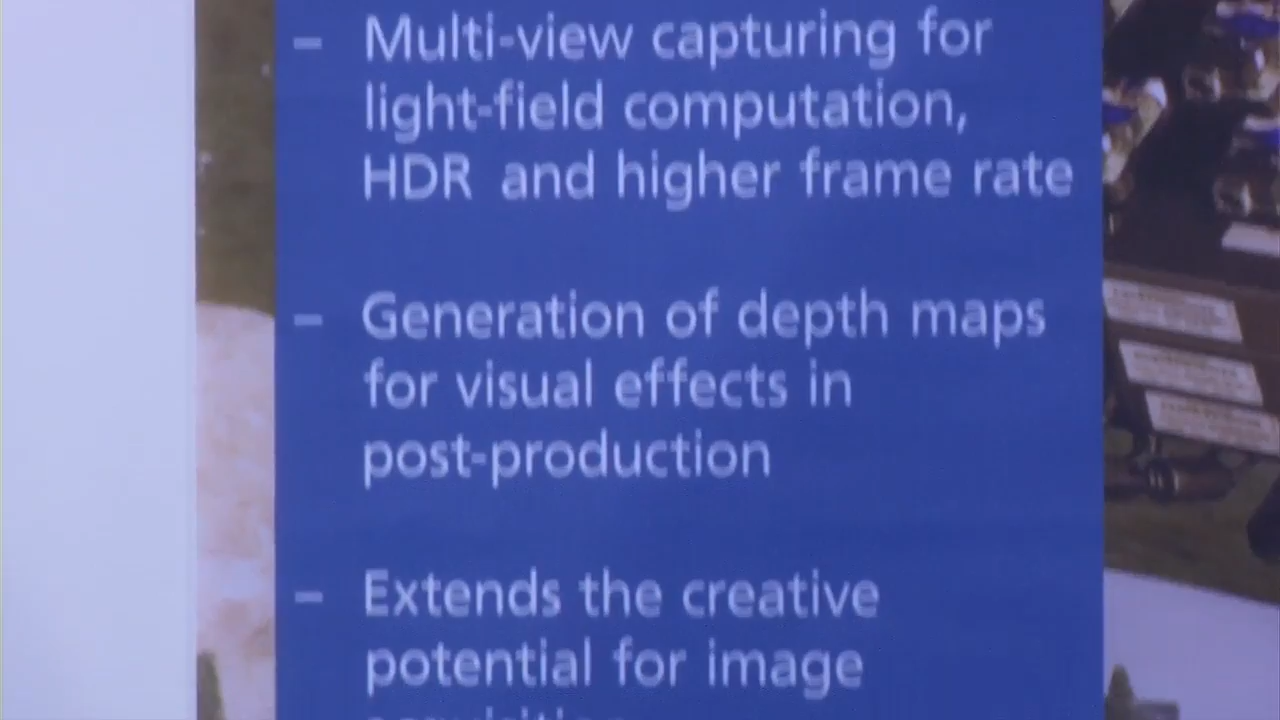 – Multi-view capturing for
light-field computation,
HDR and higher frame rate
– Generation of depth maps
for visual effects in
post-production
– Extends the creative
potential for image